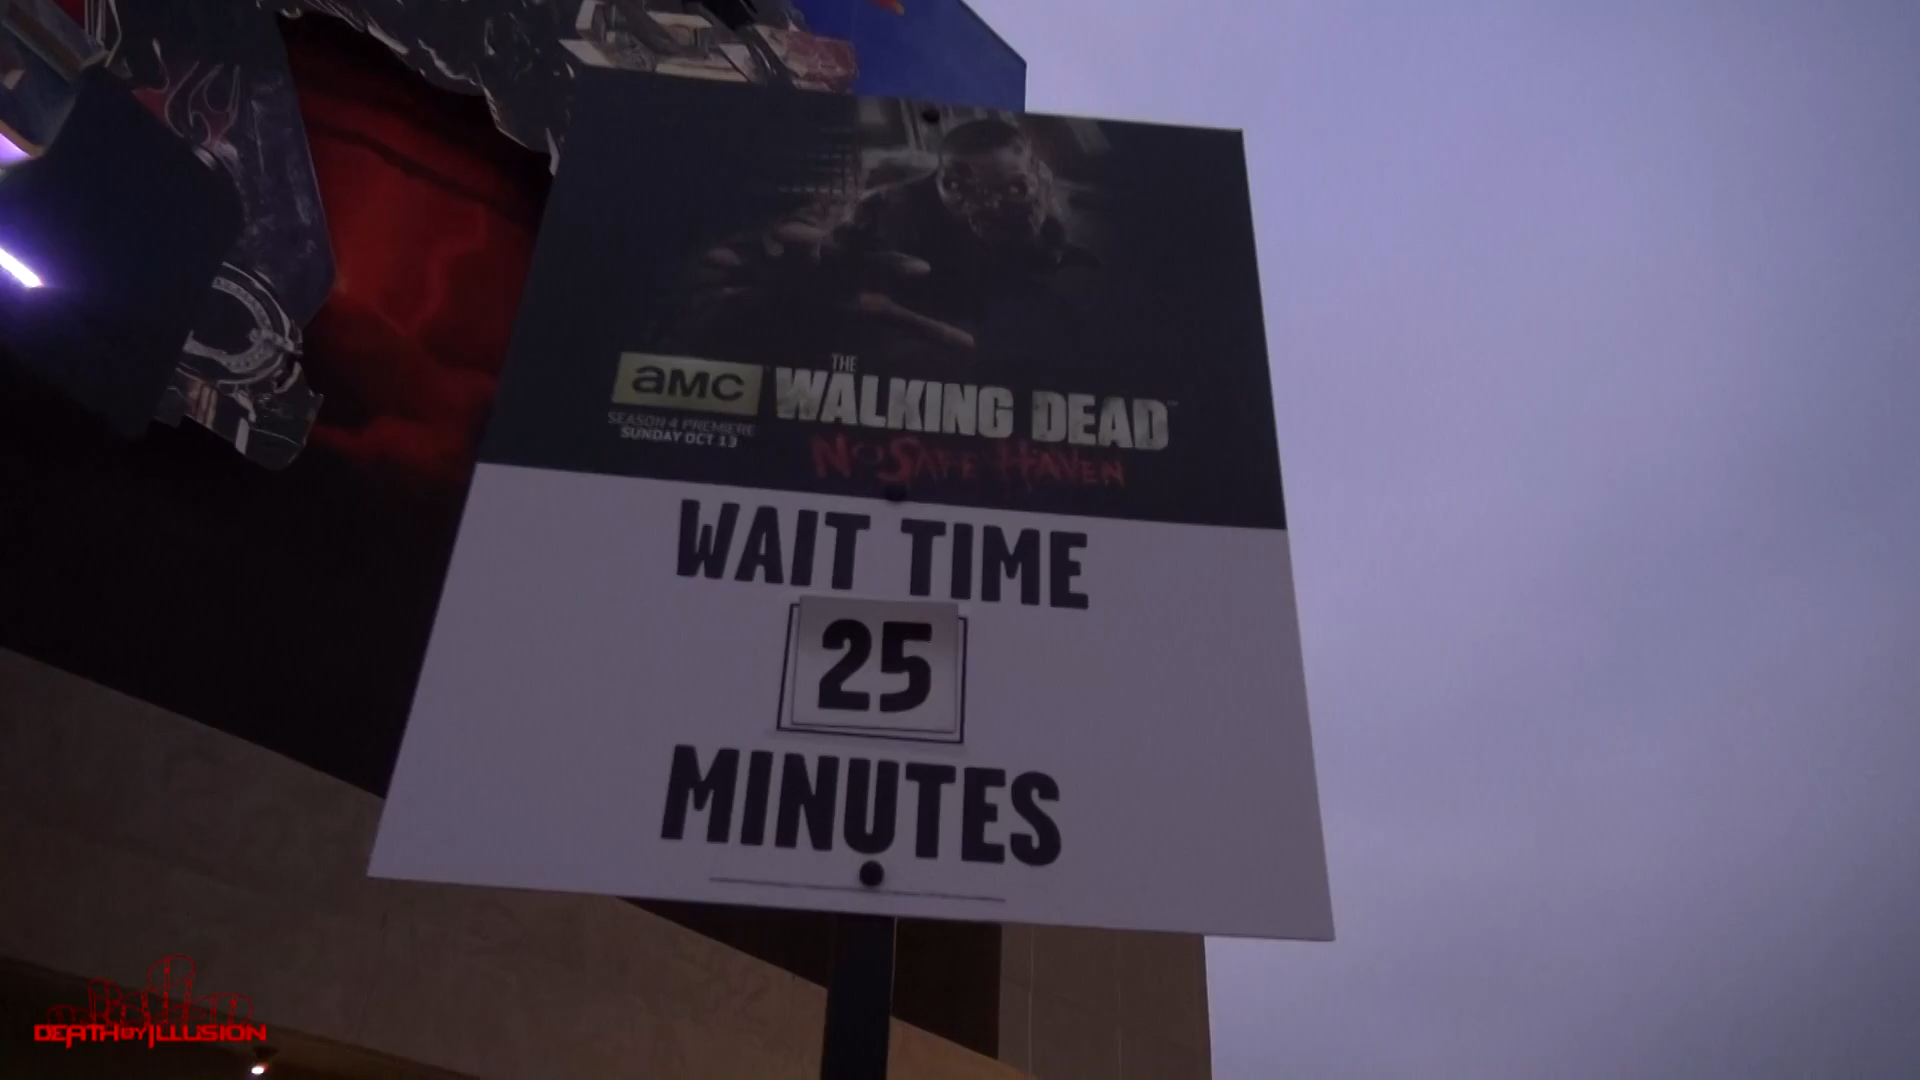 THE
WALKING DEAD™
NO SAFE HAVEN
aMC
SEASON 4 PREMIERE
SUNDAY OCT 13
WAIT TIME
25
MINUTES
DEATH BY ILLUSION